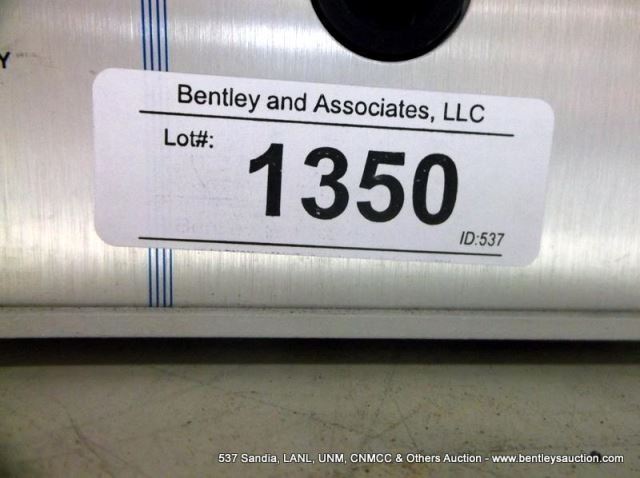 Y
Bentley and Associates, LLC
Lot#:
1350
ID:537
537 Sandia, LANL, UNM, CNMCC & Others Auction - www.bentleysauction.com